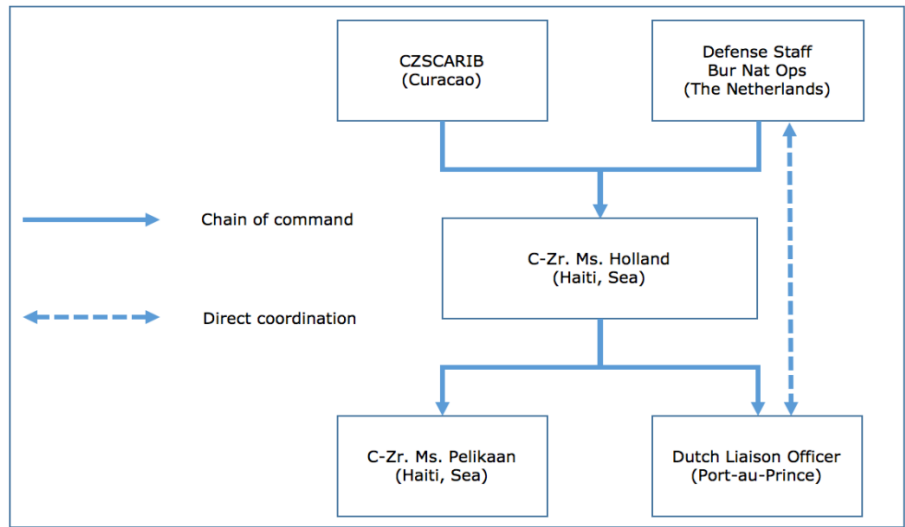 CZSCARIB
(Curacao)
Defense Staff
Bur Nat Ops
(The Netherlands)
Chain of command
C-Zr. Ms. Holland
(Haiti, Sea)
Direct coordination
C-Zr. Ms. Pelikaan
(Haiti, Sea)
Dutch Liaison Officer
(Port-au-Prince)